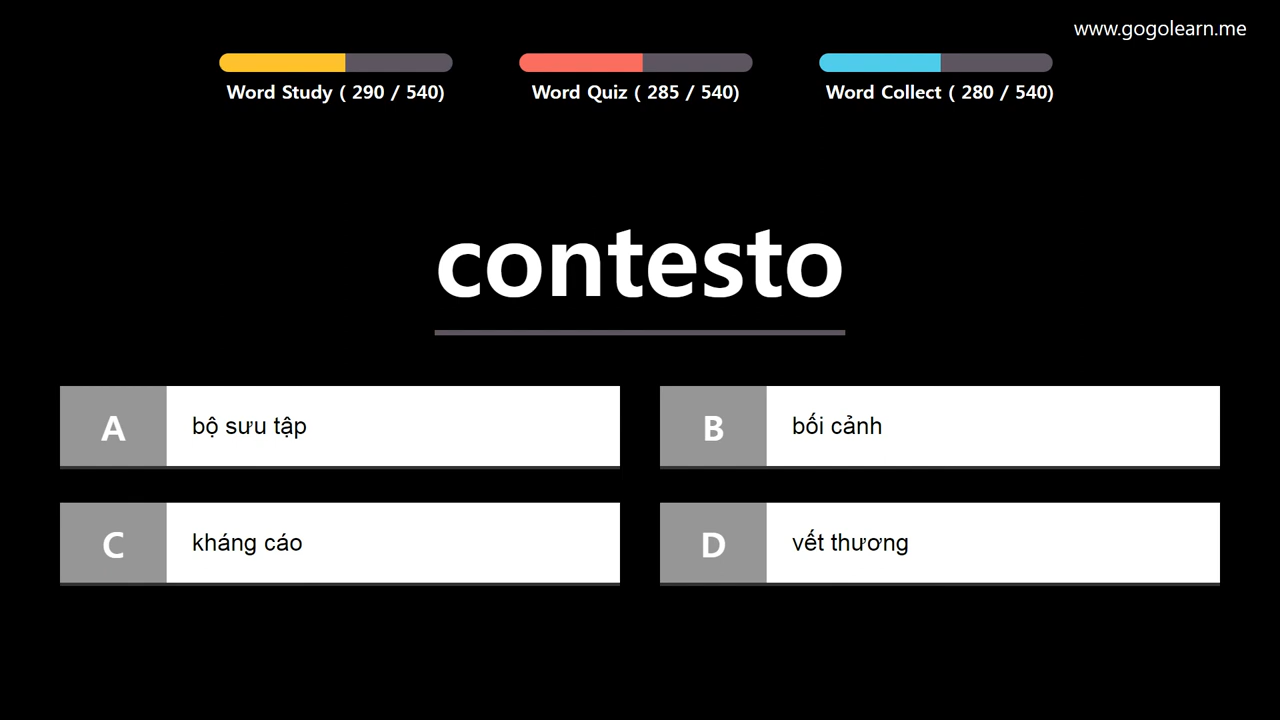 www.gogolearn.me
Word Study ( 290 / 540)
Word Quiz ( 285 / 540)
Word Collect ( 280 / 540)
contesto
A bộ sưu tập
B bối cảnh
C kháng cáo
D vết thương